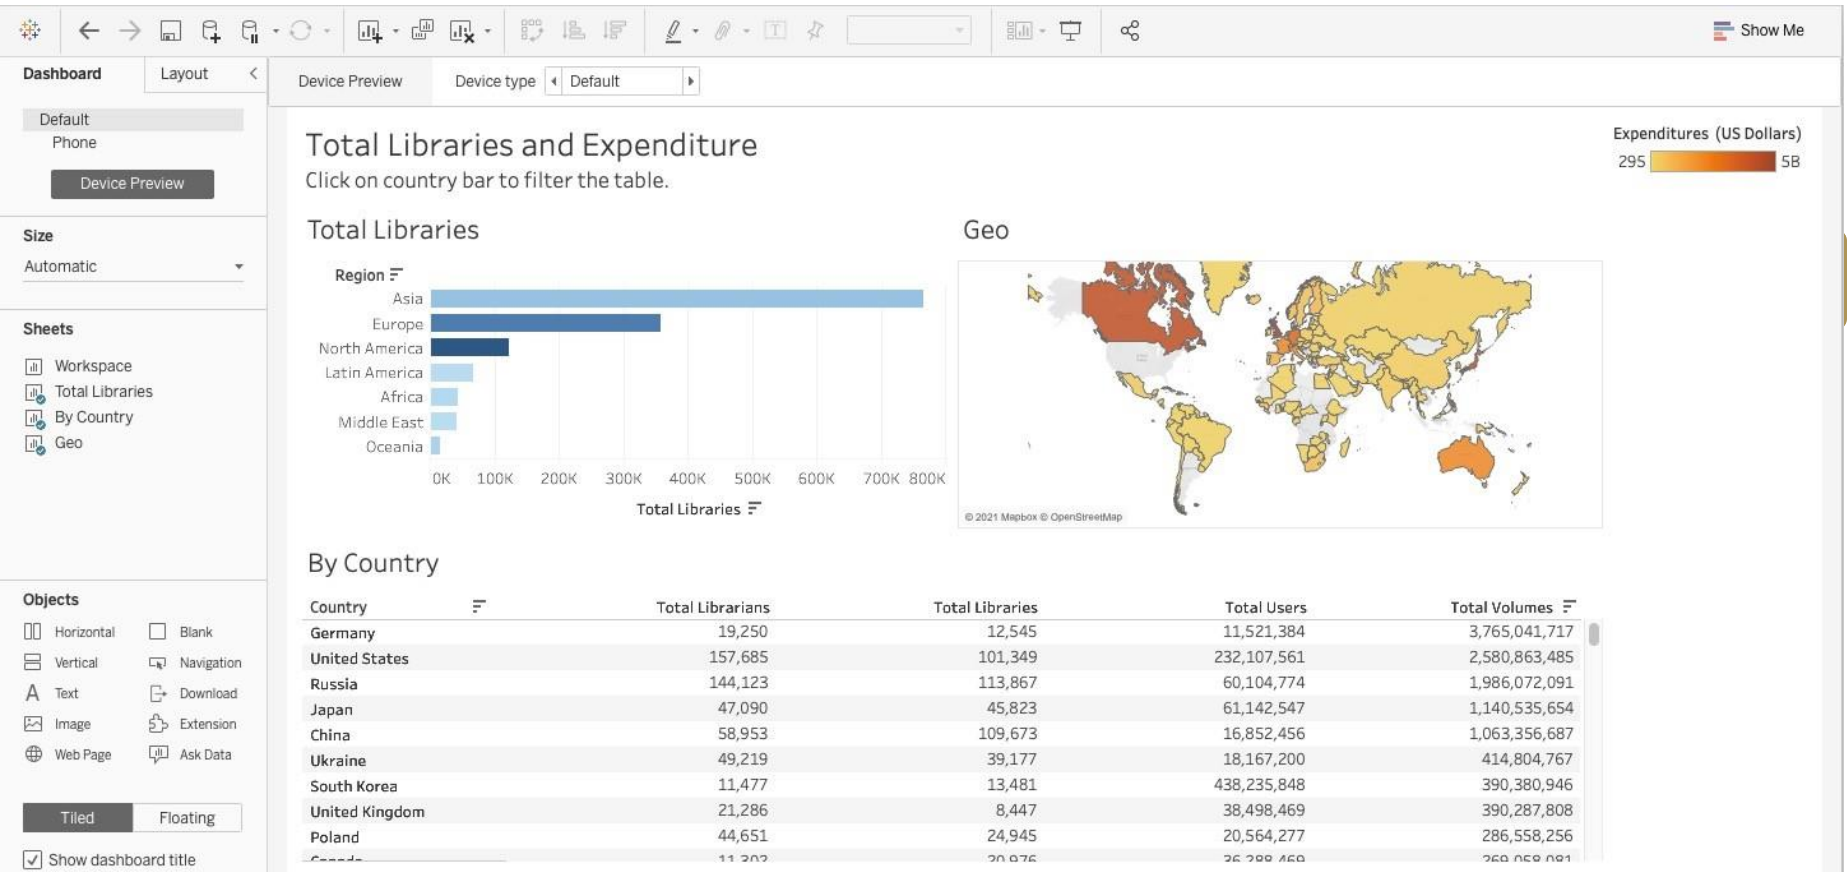 Show Me
Dashboard Layout
Device Preview Device type Default
Default
Phone
Device Preview
Size
Automatic
Sheets
Workspace
Total Libraries
By Country
Geo
Objects
Horizontal Blank
Vertical Navigation
Text Download
Image Extension
Web Page Ask Data
Tiled Floating
Show dashboard title
Total Libraries and Expenditure
Click on country bar to filter the table.
Expenditures (US Dollars)
295 5B
Total Libraries
Region
Asia
Europe
North America
Latin America
Africa
Middle East
Oceania
0K 100K 200K 300K 400K 500K 600K 700K 800K
Total Libraries
Geo
© 2021 Mapbox © OpenStreetMap
By Country
Country Total Librarians Total Libraries Total Users Total Volumes
Germany 19,250 12,545 11,521,384 3,765,041,717
United States 157,685 101,349 232,107,561 2,580,863,485
Russia 144,123 113,867 60,104,774 1,986,072,091
Japan 47,090 45,823 61,142,547 1,140,535,654
China 58,953 109,673 16,852,456 1,063,356,687
Ukraine 49,219 39,177 18,167,200 414,804,767
South Korea 11,477 13,481 438,235,848 390,380,946
United Kingdom 21,286 8,447 38,498,469 390,287,808
Poland 44,651 24,945 20,564,277 286,558,256